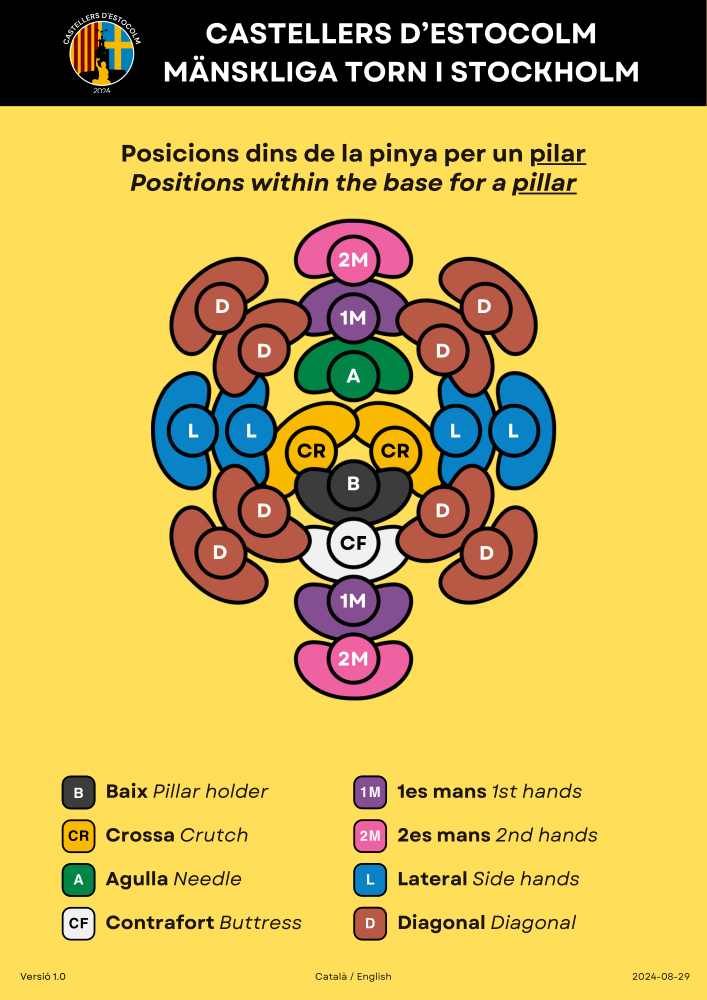 CASTELLERS D'ESTOCOLM
2024
CASTELLERS D’ESTOCOLM
MÄNSKLIGA TORN I STOCKHOLM
Posicions dins de la pinya per un pilar
Positions within the base for a pillar
2M
D
D
1M
D
D
A
L
L
L
L
CR
CR
B
D
D
CF
D
D
1M
2M
B Baix Pillar holder
CR Crossa Crutch
A Agulla Needle
CF Contrafort Buttress
1M 1es mans 1st hands
2M 2es mans 2nd hands
L Lateral Side hands
D Diagonal Diagonal
Versió 1.0
Català / English
2024-08-29